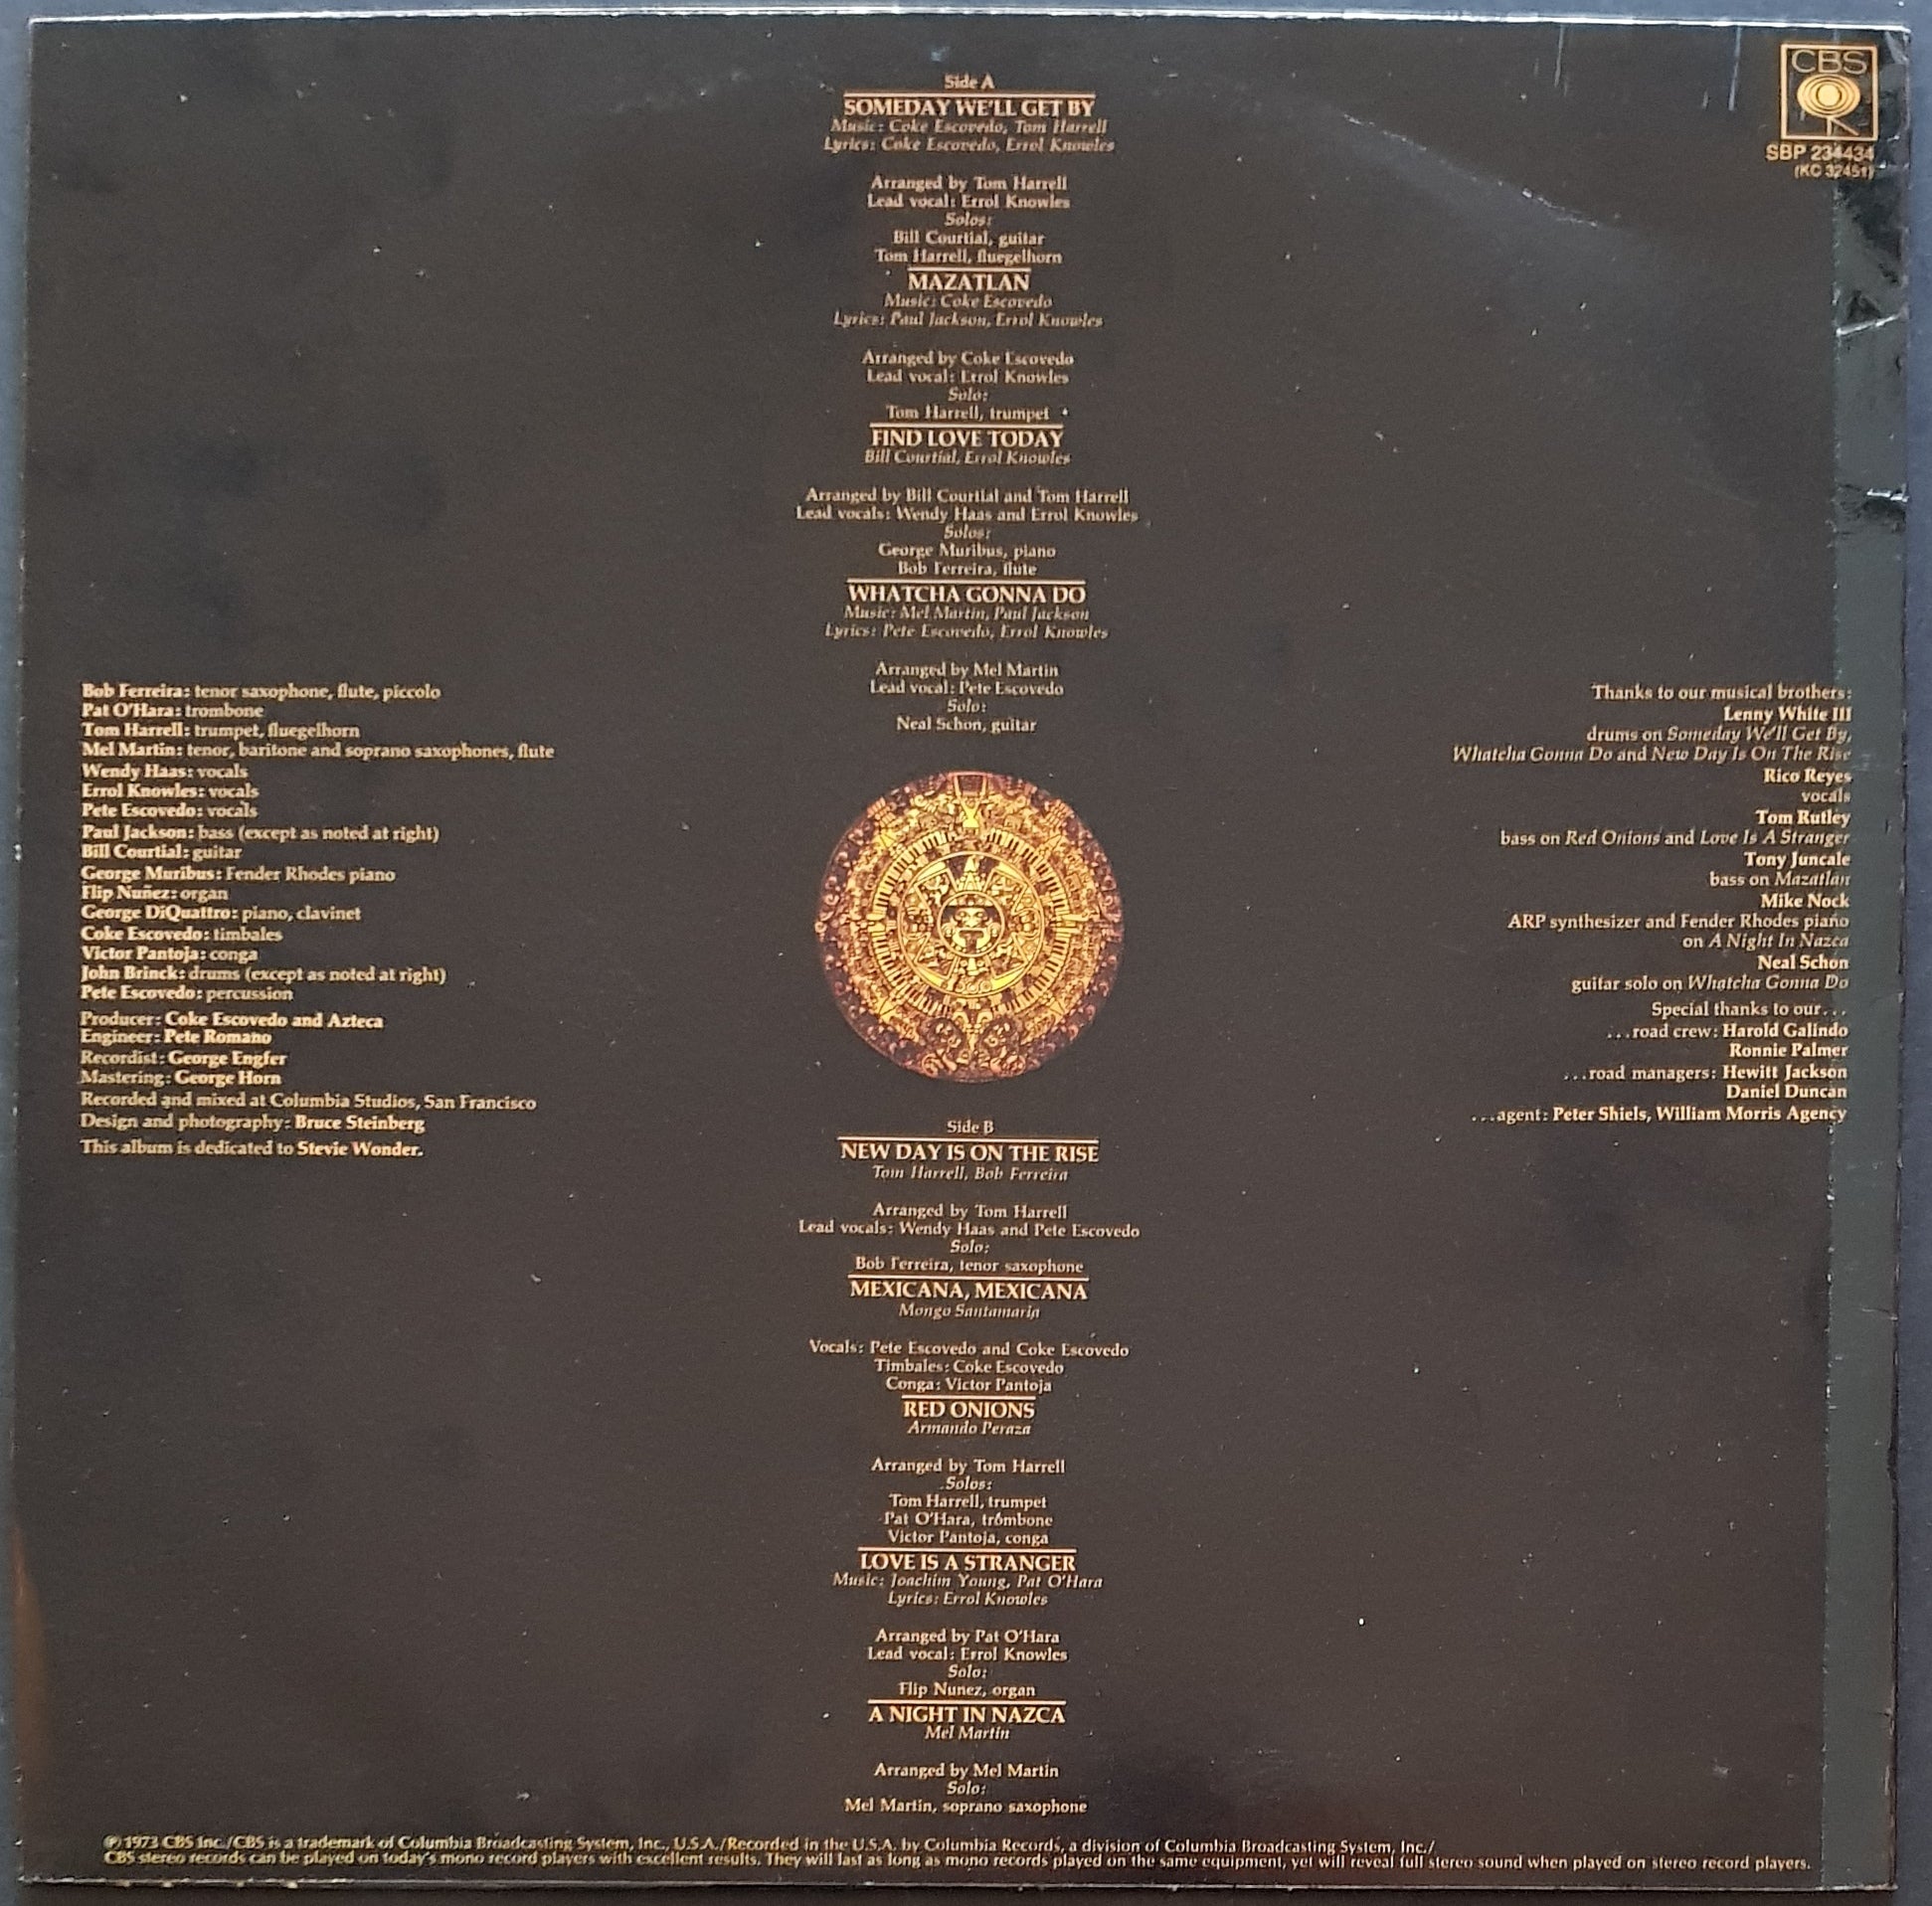 CBS
SBP 234434
(KC 32451)
Side A
SOMEDAY WE'LL GET BY
Music: Coke Escovedo, Tom Harrell
Lyrics: Coke Escovedo, Errol Knowles
Arranged by Tom Harrell
Lead vocal: Errol Knowles
Solos:
Bill Courtial, guitar
Tom Harrell, fluegelhorn
MAZATLAN
Music: Coke Escovedo
Lyrics: Paul Jackson, Errol Knowles
Arranged by Coke Escovedo
Lead vocal: Errol Knowles
Solo:
Tom Harrell, trumpet
FIND LOVE TODAY
Bill Courtial, Errol Knowles
Arranged by Bill Courtial and Tom Harrell
Lead vocals: Wendy Haas and Errol Knowles
Solos:
George Muribus, piano
Bob Ferreira, flute
WHATCHA GONNA DO
Music: Mel Martin, Paul Jackson
Lyrics: Pete Escovedo, Errol Knowles
Arranged by Mel Martin
Lead vocal: Pete Escovedo
Solo:
Neal Schon, guitar
Bob Ferreira: tenor saxophone, flute, piccolo
Pat O'Hara: trombone
Tom Harrell: trumpet, fluegelhorn
Mel Martin: tenor, baritone and soprano saxophones, flute
Wendy Haas: vocals
Errol Knowles: vocals
Pete Escovedo: vocals
Paul Jackson: bass (except as noted at right)
Bill Courtial: guitar
George Muribus: Fender Rhodes piano
Flip Nuñez: organ
George DiQuattro: piano, clavinet
Coke Escovedo: timbales
Victor Pantoja: conga
John Brinck: drums (except as noted at right)
Pete Escovedo: percussion
Producer: Coke Escovedo and Azteca
Engineer: Pete Romano
Recordist: George Engfer
Mastering: George Horn
Recorded and mixed at Columbia Studios, San Francisco
Design and photography: Bruce Steinberg
This album is dedicated to Stevie Wonder.
Thanks to our musical brothers:
Lenny White III
drums on Someday We'll Get By,
Whatcha Gonna Do and New Day Is On The Rise
Rico Reyes
vocals
Tom Rutley
bass on Red Onions and Love Is A Stranger
Tony Juncale
bass on Mazatlan
Mike Nock
ARP synthesizer and Fender Rhodes piano
on A Night In Nazca
Neal Schon
guitar solo on Whatcha Gonna Do
Special thanks to our...
...road crew: Harold Galindo
Ronnie Palmer
...road managers: Hewitt Jackson
Daniel Duncan
...agent: Peter Shiels, William Morris Agency
Side B
NEW DAY IS ON THE RISE
Tom Harrell, Bob Ferreira
Arranged by Tom Harrell
Lead vocals: Wendy Haas and Pete Escovedo
Solo:
Bob Ferreira, tenor saxophone
MEXICANA, MEXICANA
Mongo Santamaria
Vocals: Pete Escovedo and Coke Escovedo
Timbales: Coke Escovedo
Conga: Victor Pantoja
RED ONIONS
Armando Peraza
Arranged by Tom Harrell
Solos:
Tom Harrell, trumpet
Pat O'Hara, trombone
Victor Pantoja, conga
LOVE IS A STRANGER
Music: Joachim Young, Pat O'Hara
Lyrics: Errol Knowles
Arranged by Pat O'Hara
Lead vocal: Errol Knowles
Solo:
Flip Nunez, organ
A NIGHT IN NAZCA
Mel Martin
Arranged by Mel Martin
Solo:
Mel Martin, soprano saxophone
℗ 1973 CBS Inc./CBS is a trademark of Columbia Broadcasting System, Inc., U.S.A./Recorded in the U.S.A. by Columbia Records, a division of Columbia Broadcasting System, Inc./
CBS stereo records can be played on today's mono record players with excellent results. They will last as long as mono records played on the same equipment, yet will reveal full stereo sound when played on stereo record players.